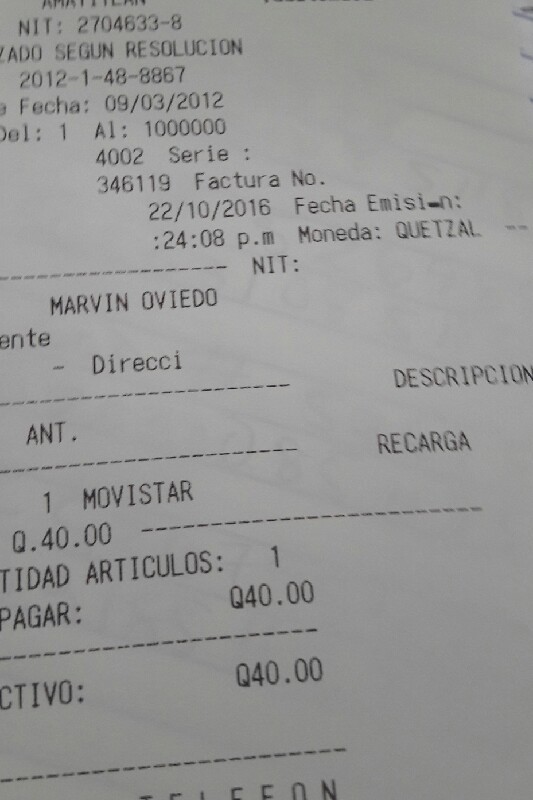 AMATITLAN
NIT: 2704633-8
ZADO SEGUN RESOLUCION
2012-1-48-8867
e Fecha: 09/03/2012
Del: 1 Al: 1000000
4002 Serie :
346119 Factura No.
22/10/2016 Fecha Emisi-n:
:24:08 p.m Moneda: QUETZAL --
---------------- NIT:
MARVIN OVIEDO
ente
- Direcci
DESCRIPCION
ANT.
RECARGA
1 MOVISTAR
Q.40.00
TIDAD ARTICULOS: 1
PAGAR: Q40.00
CTIVO: Q40.00
TELEFON